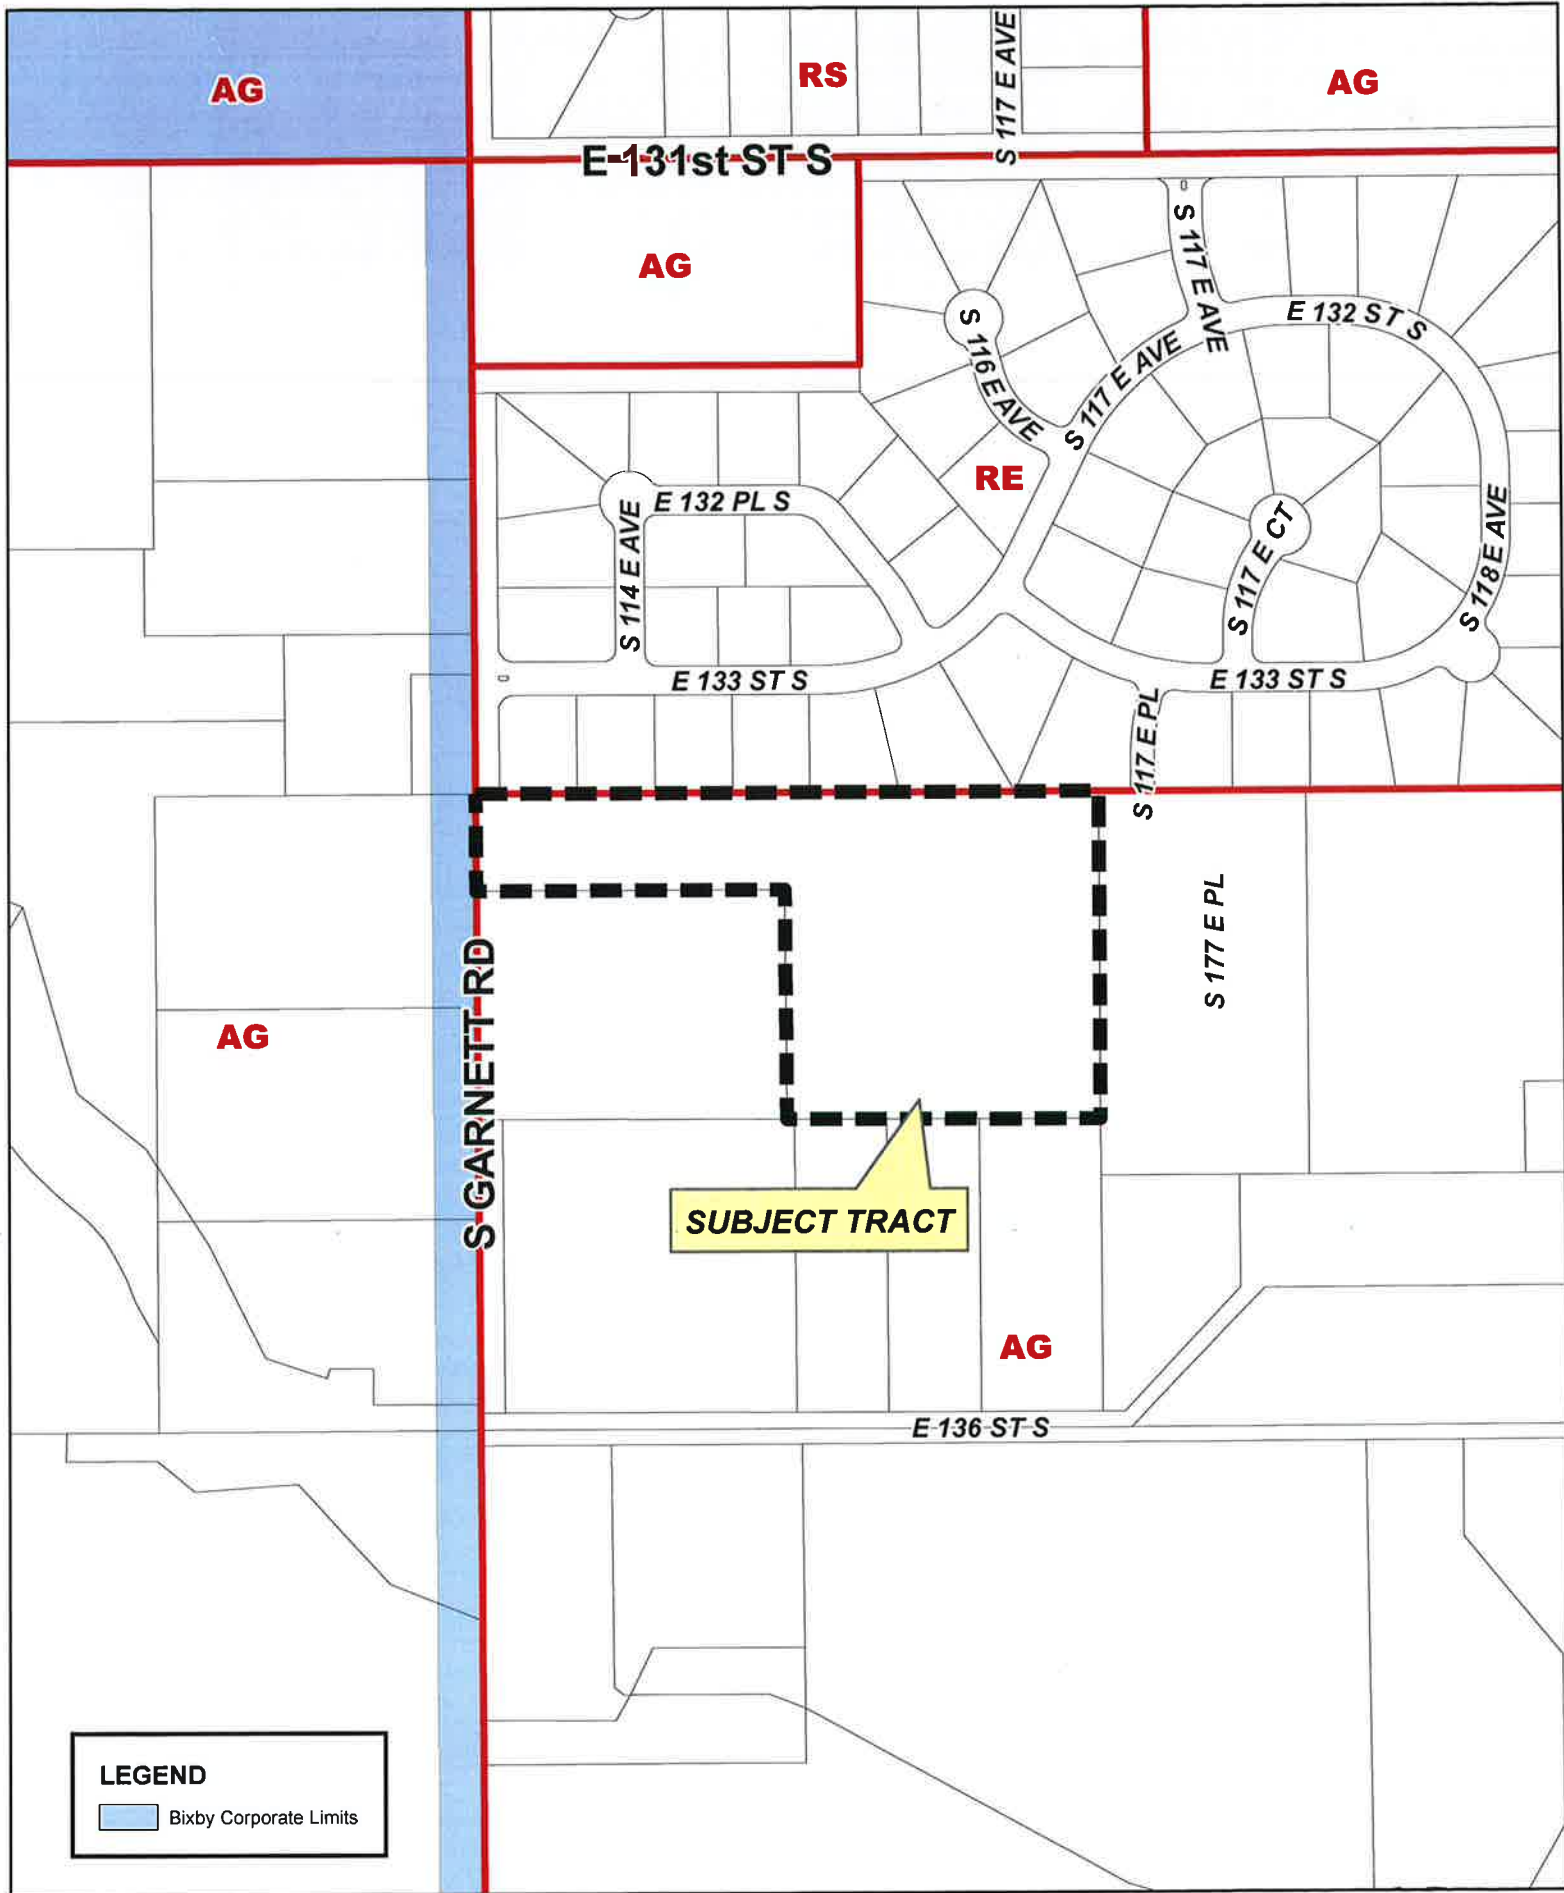 AG
RS
S 117 E AVE
AG
E 131st ST S
AG
S 117 E AVE
E 132 ST S
S 116 E AVE
S 117 E AVE
RE
E 132 PL S
S 114 E AVE
S 117 E CT
S 118 E AVE
E 133 ST S
E 133 ST S
S 117 E PL
S 177 E PL
S GARNETT RD
AG
SUBJECT TRACT
AG
E 136 ST S
LEGEND
Bixby Corporate Limits